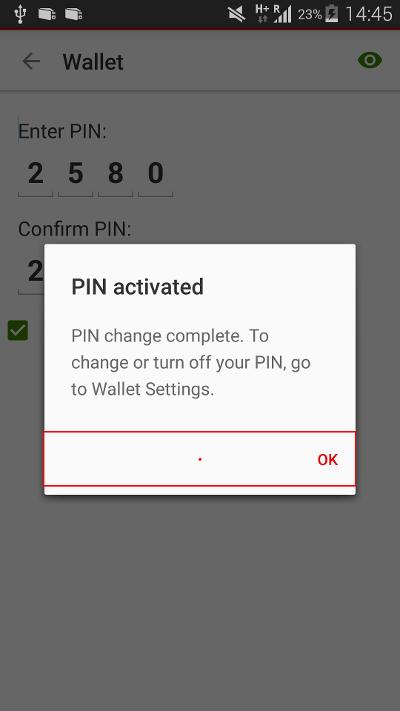 H+ R 23% 14:45
Wallet
Enter PIN:
2 5 8 0
Confirm PIN:
2
PIN activated
PIN change complete. To
change or turn off your PIN, go
to Wallet Settings.
OK